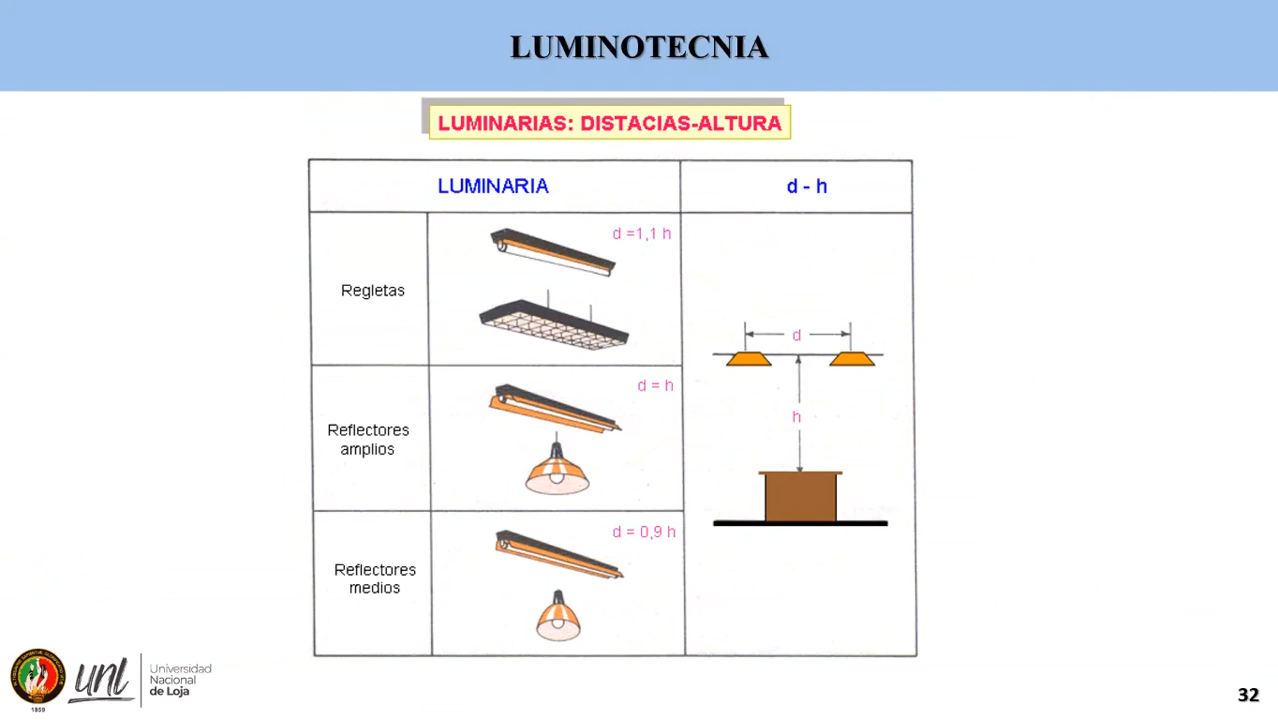 LUMINOTECNIA
LUMINARIAS: DISTACIAS-ALTURA
LUMINARIA
d - h
Regletas
d =1,1 h
Reflectores
amplios
d = h
Reflectores
medios
d = 0,9 h
d
h
1859
unl
Universidad
Nacional
de Loja
32